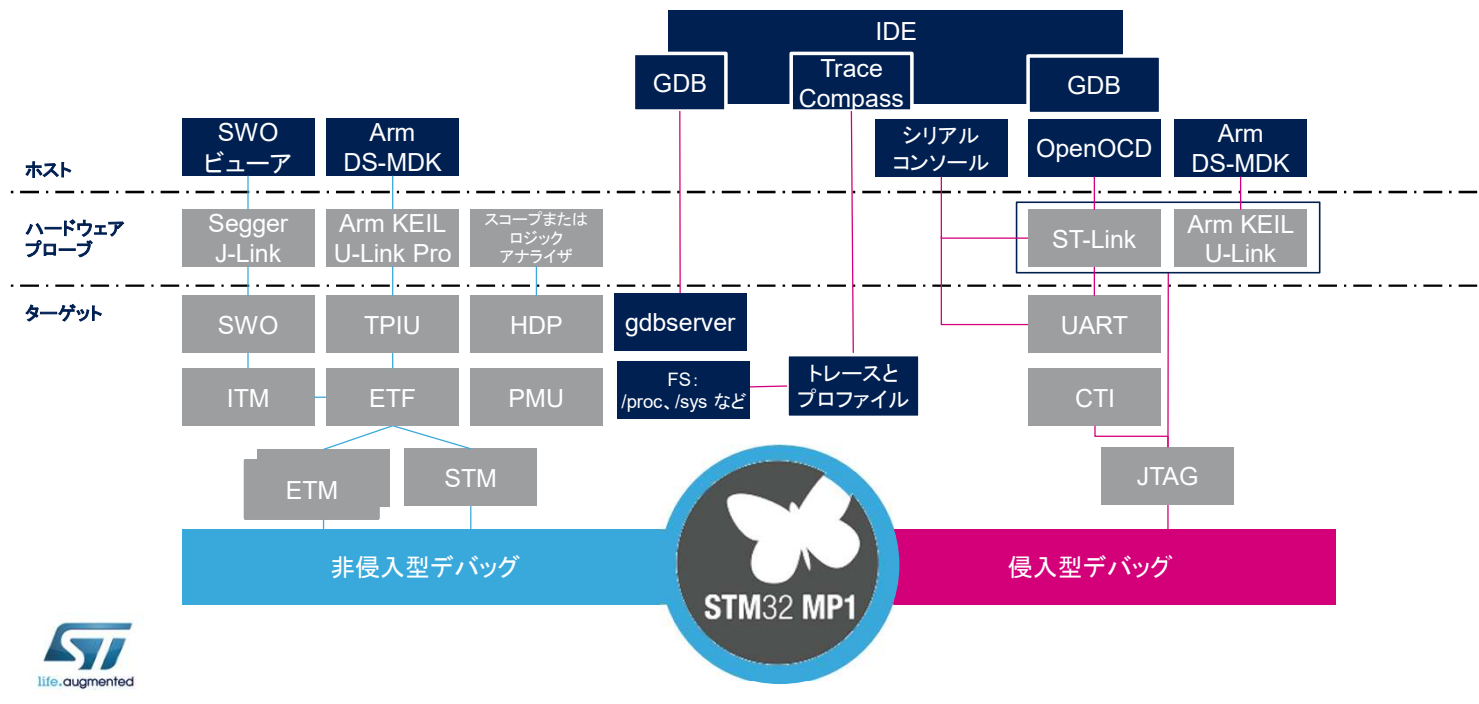 IDE
GDB
Trace
Compass
GDB
SWO
ビューア
Arm
DS-MDK
シリアル
コンソール
OpenOCD
Arm
DS-MDK
ホスト
ハードウェア
プローブ
Segger
J-Link
Arm KEIL
U-Link Pro
スコープまたは
ロジック
アナライザ
ST-Link
Arm KEIL
U-Link
ターゲット
SWO
TPIU
HDP
gdbserver
UART
ITM
ETF
PMU
FS:
/proc、/sys など
トレースと
プロファイル
CTI
ETM
STM
JTAG
非侵入型デバッグ
STM32 MP1
侵入型デバッグ
ST
life.augmented